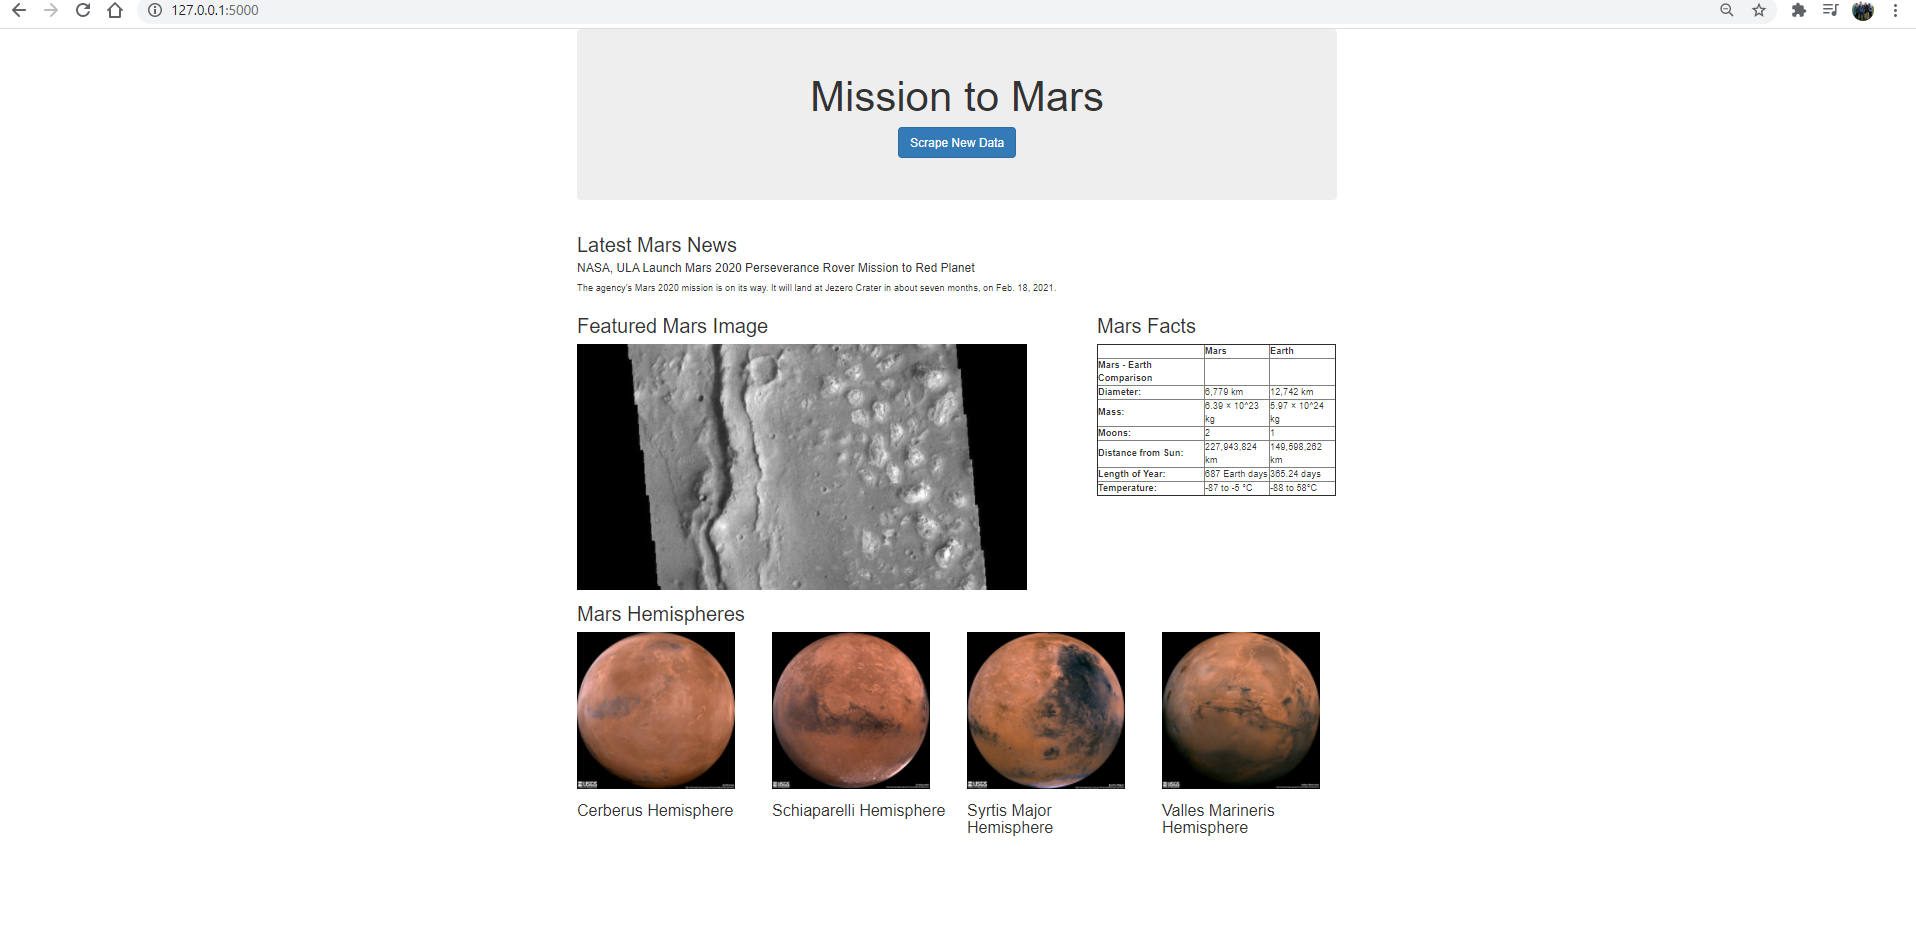 127.0.0.1:5000
Mission to Mars
Scrape New Data
Latest Mars News
NASA, ULA Launch Mars 2020 Perseverance Rover Mission to Red Planet
The agency's Mars 2020 mission is on its way. It will land at Jezero Crater in about seven months, on Feb. 18, 2021.
Featured Mars Image
Mars Facts
Mars Earth
Mars - Earth
Comparison
Diameter: 6,779 km 12,742 km
Mass: 6.39 × 10^23 kg 5.97 × 10^24 kg
Moons: 2 1
Distance from Sun: 227,943,824 km 149,598,262 km
Length of Year: 687 Earth days 365.24 days
Temperature: -87 to -5 °C -88 to 58°C
Mars Hemispheres
USGS USGS USGS USGS
Cerberus Hemisphere
Schiaparelli Hemisphere
Syrtis Major
Hemisphere
Valles Marineris
Hemisphere